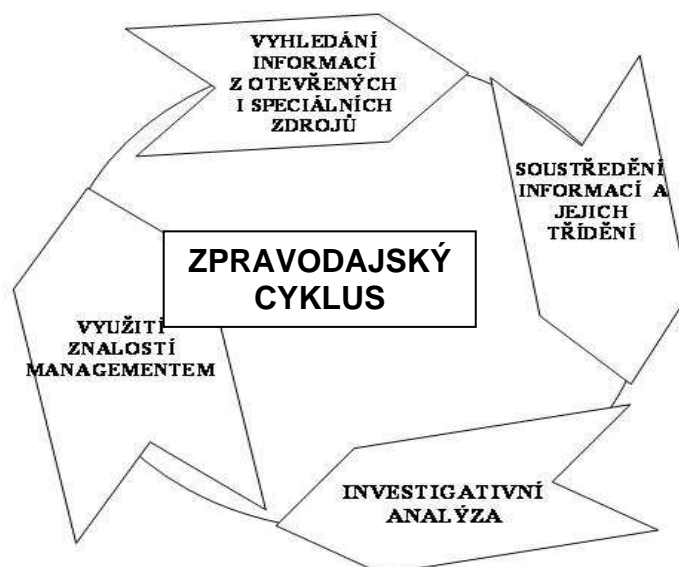 VYHLEDÁNÍ
INFORMACÍ
Z OTEVŘENÝCH
I SPECIÁLNÍCH
ZDROJŮ
SOUSTŘEDĚNÍ
INFORMACÍ A
JEJICH
TŘÍDĚNÍ
ZPRAVODAJSKÝ
CYKLUS
VYUŽITÍ
ZNALOSTÍ
MANAGEMENTEM
INVESTIGATIVNÍ
ANALÝZA